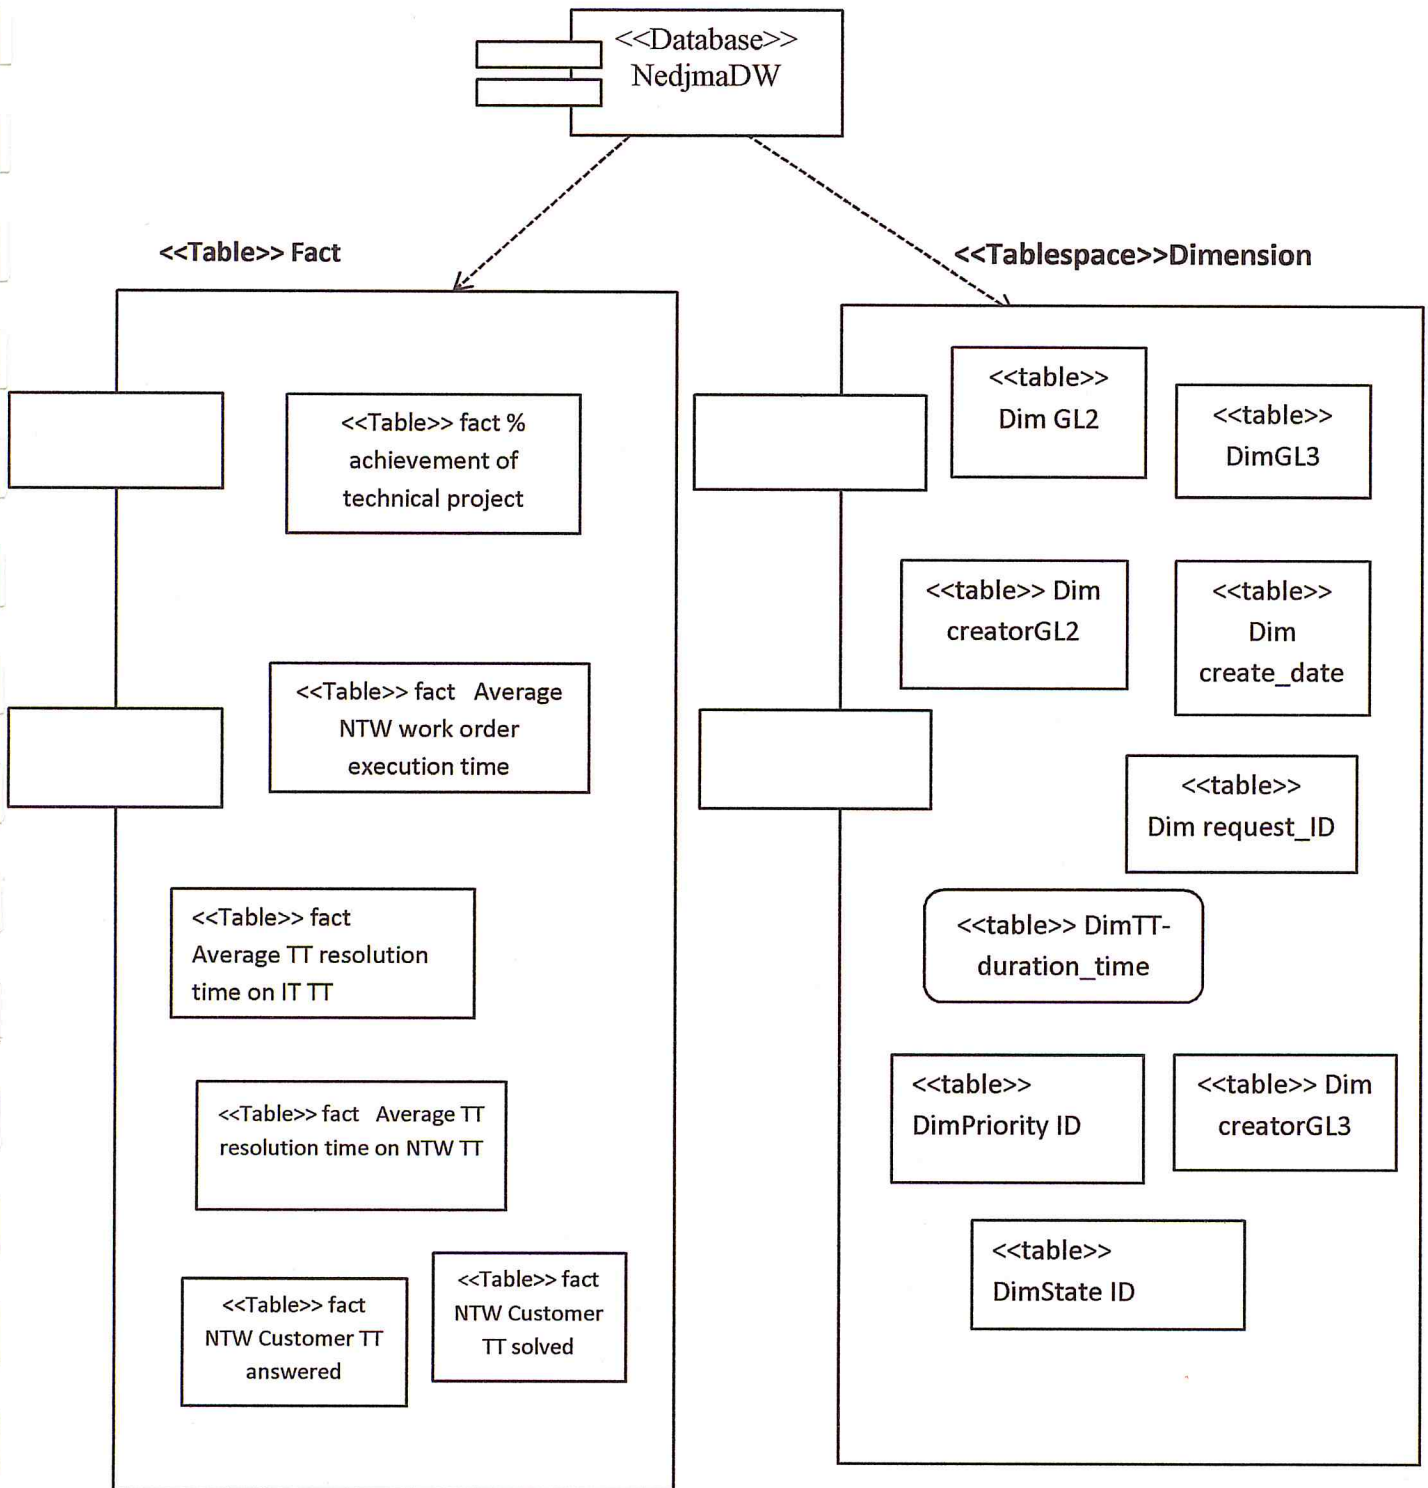 <<Database>>
NedjmaDW
<<Table>> Fact
<<Tablespace>>Dimension
<<Table>> fact %
achievement of
technical project
<<Table>> fact   Average
NTW work order
execution time
<<Table>> fact
Average TT resolution
time on IT TT
<<Table>> fact   Average TT
resolution time on NTW TT
<<Table>> fact
NTW Customer TT
answered
<<Table>> fact
NTW Customer
TT solved
<<table>>
Dim GL2
<<table>>
DimGL3
<<table>> Dim
creatorGL2
<<table>>
Dim
create_date
<<table>>
Dim request_ID
<<table>> DimTT-
duration_time
<<table>>
DimPriority ID
<<table>> Dim
creatorGL3
<<table>>
DimState ID